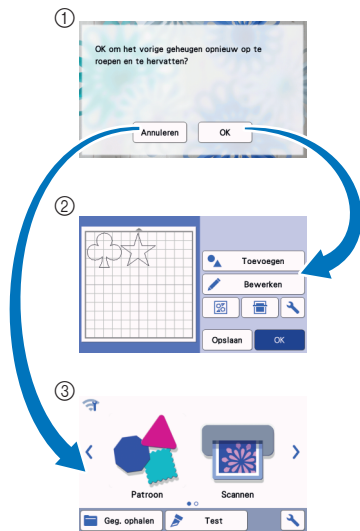 ①
OK om het vorige geheugen opnieuw op te
roepen en te hervatten?
Annuleren OK
②
Toevoegen
Bewerken
Opslaan OK
③
Patroon Scannen
Geg. ophalen Test